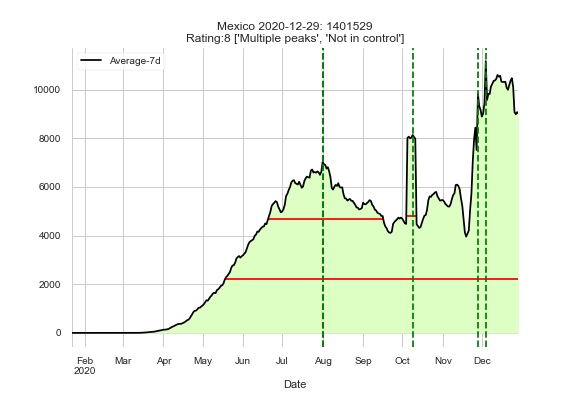 Mexico 2020-12-29: 1401529
Rating:8 ['Multiple peaks', 'Not in control']
Average-7d
10000
8000
6000
4000
2000
0
Feb Mar Apr May Jun Jul Aug Sep Oct Nov Dec
2020
Date